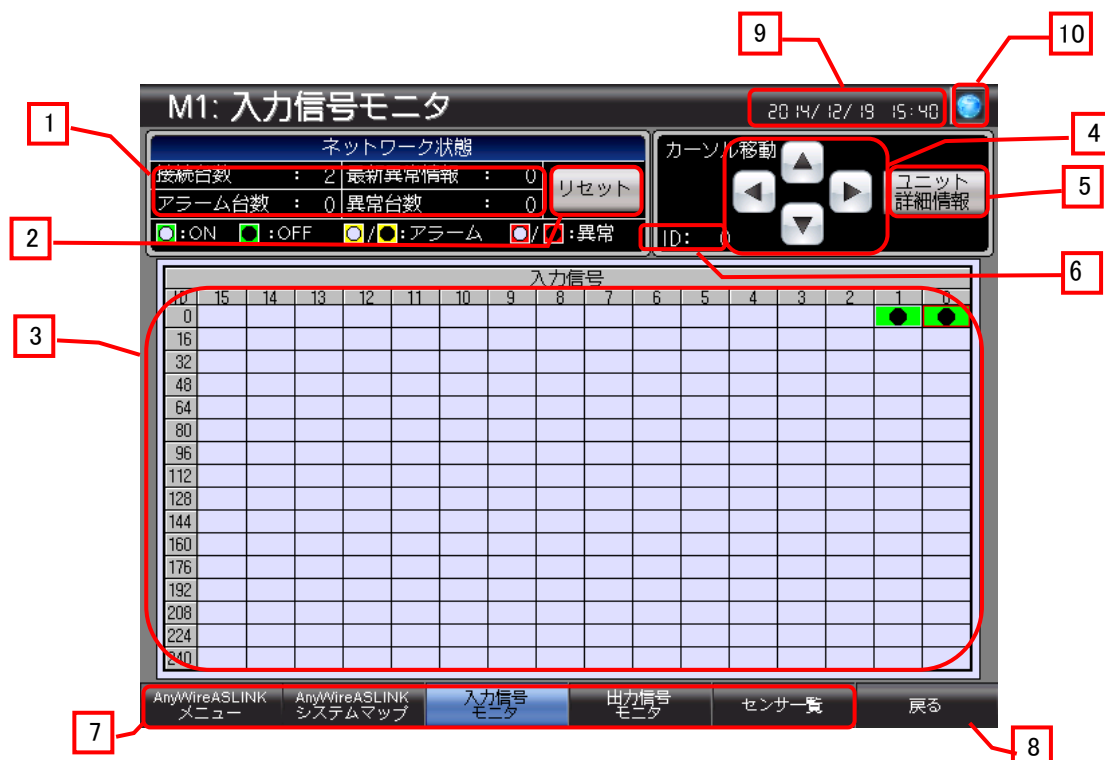 9
10
M1: 入力信号モニタ
2014/12/19 15:40
1
4
ネットワーク状態
カーソル移動
接続台数 : 2 最新異常情報 : 0
リセット
ユニット
詳細情報
5
アラーム台数 : 0 異常台数 : 0
2
:ON :OFF / :アラーム / :異常
ID: 0
6
入力信号
ID 15 14 13 12 11 10 9 8 7 6 5 4 3 2 1 0
0
3
16
32
48
64
80
96
112
128
144
160
176
192
208
224
240
AnyWireASLINK
メニュー
AnyWireASLINK
システムマップ
入力信号
モニタ
出力信号
モニタ
センサ一覧
戻る
7
8